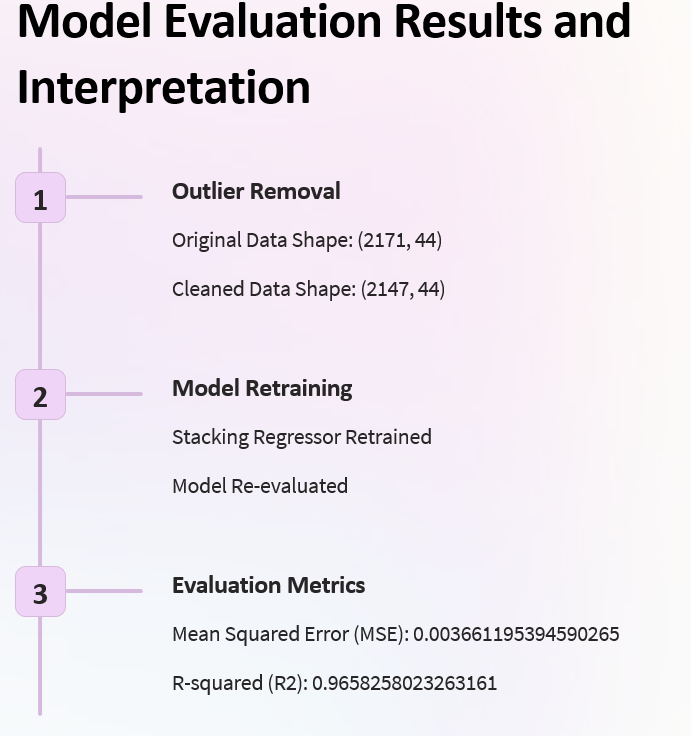 Model Evaluation Results and
Interpretation
1
Outlier Removal
Original Data Shape: (2171, 44)
Cleaned Data Shape: (2147, 44)
2
Model Retraining
Stacking Regressor Retrained
Model Re-evaluated
3
Evaluation Metrics
Mean Squared Error (MSE): 0.003661195394590265
R-squared (R2): 0.9658258023263161